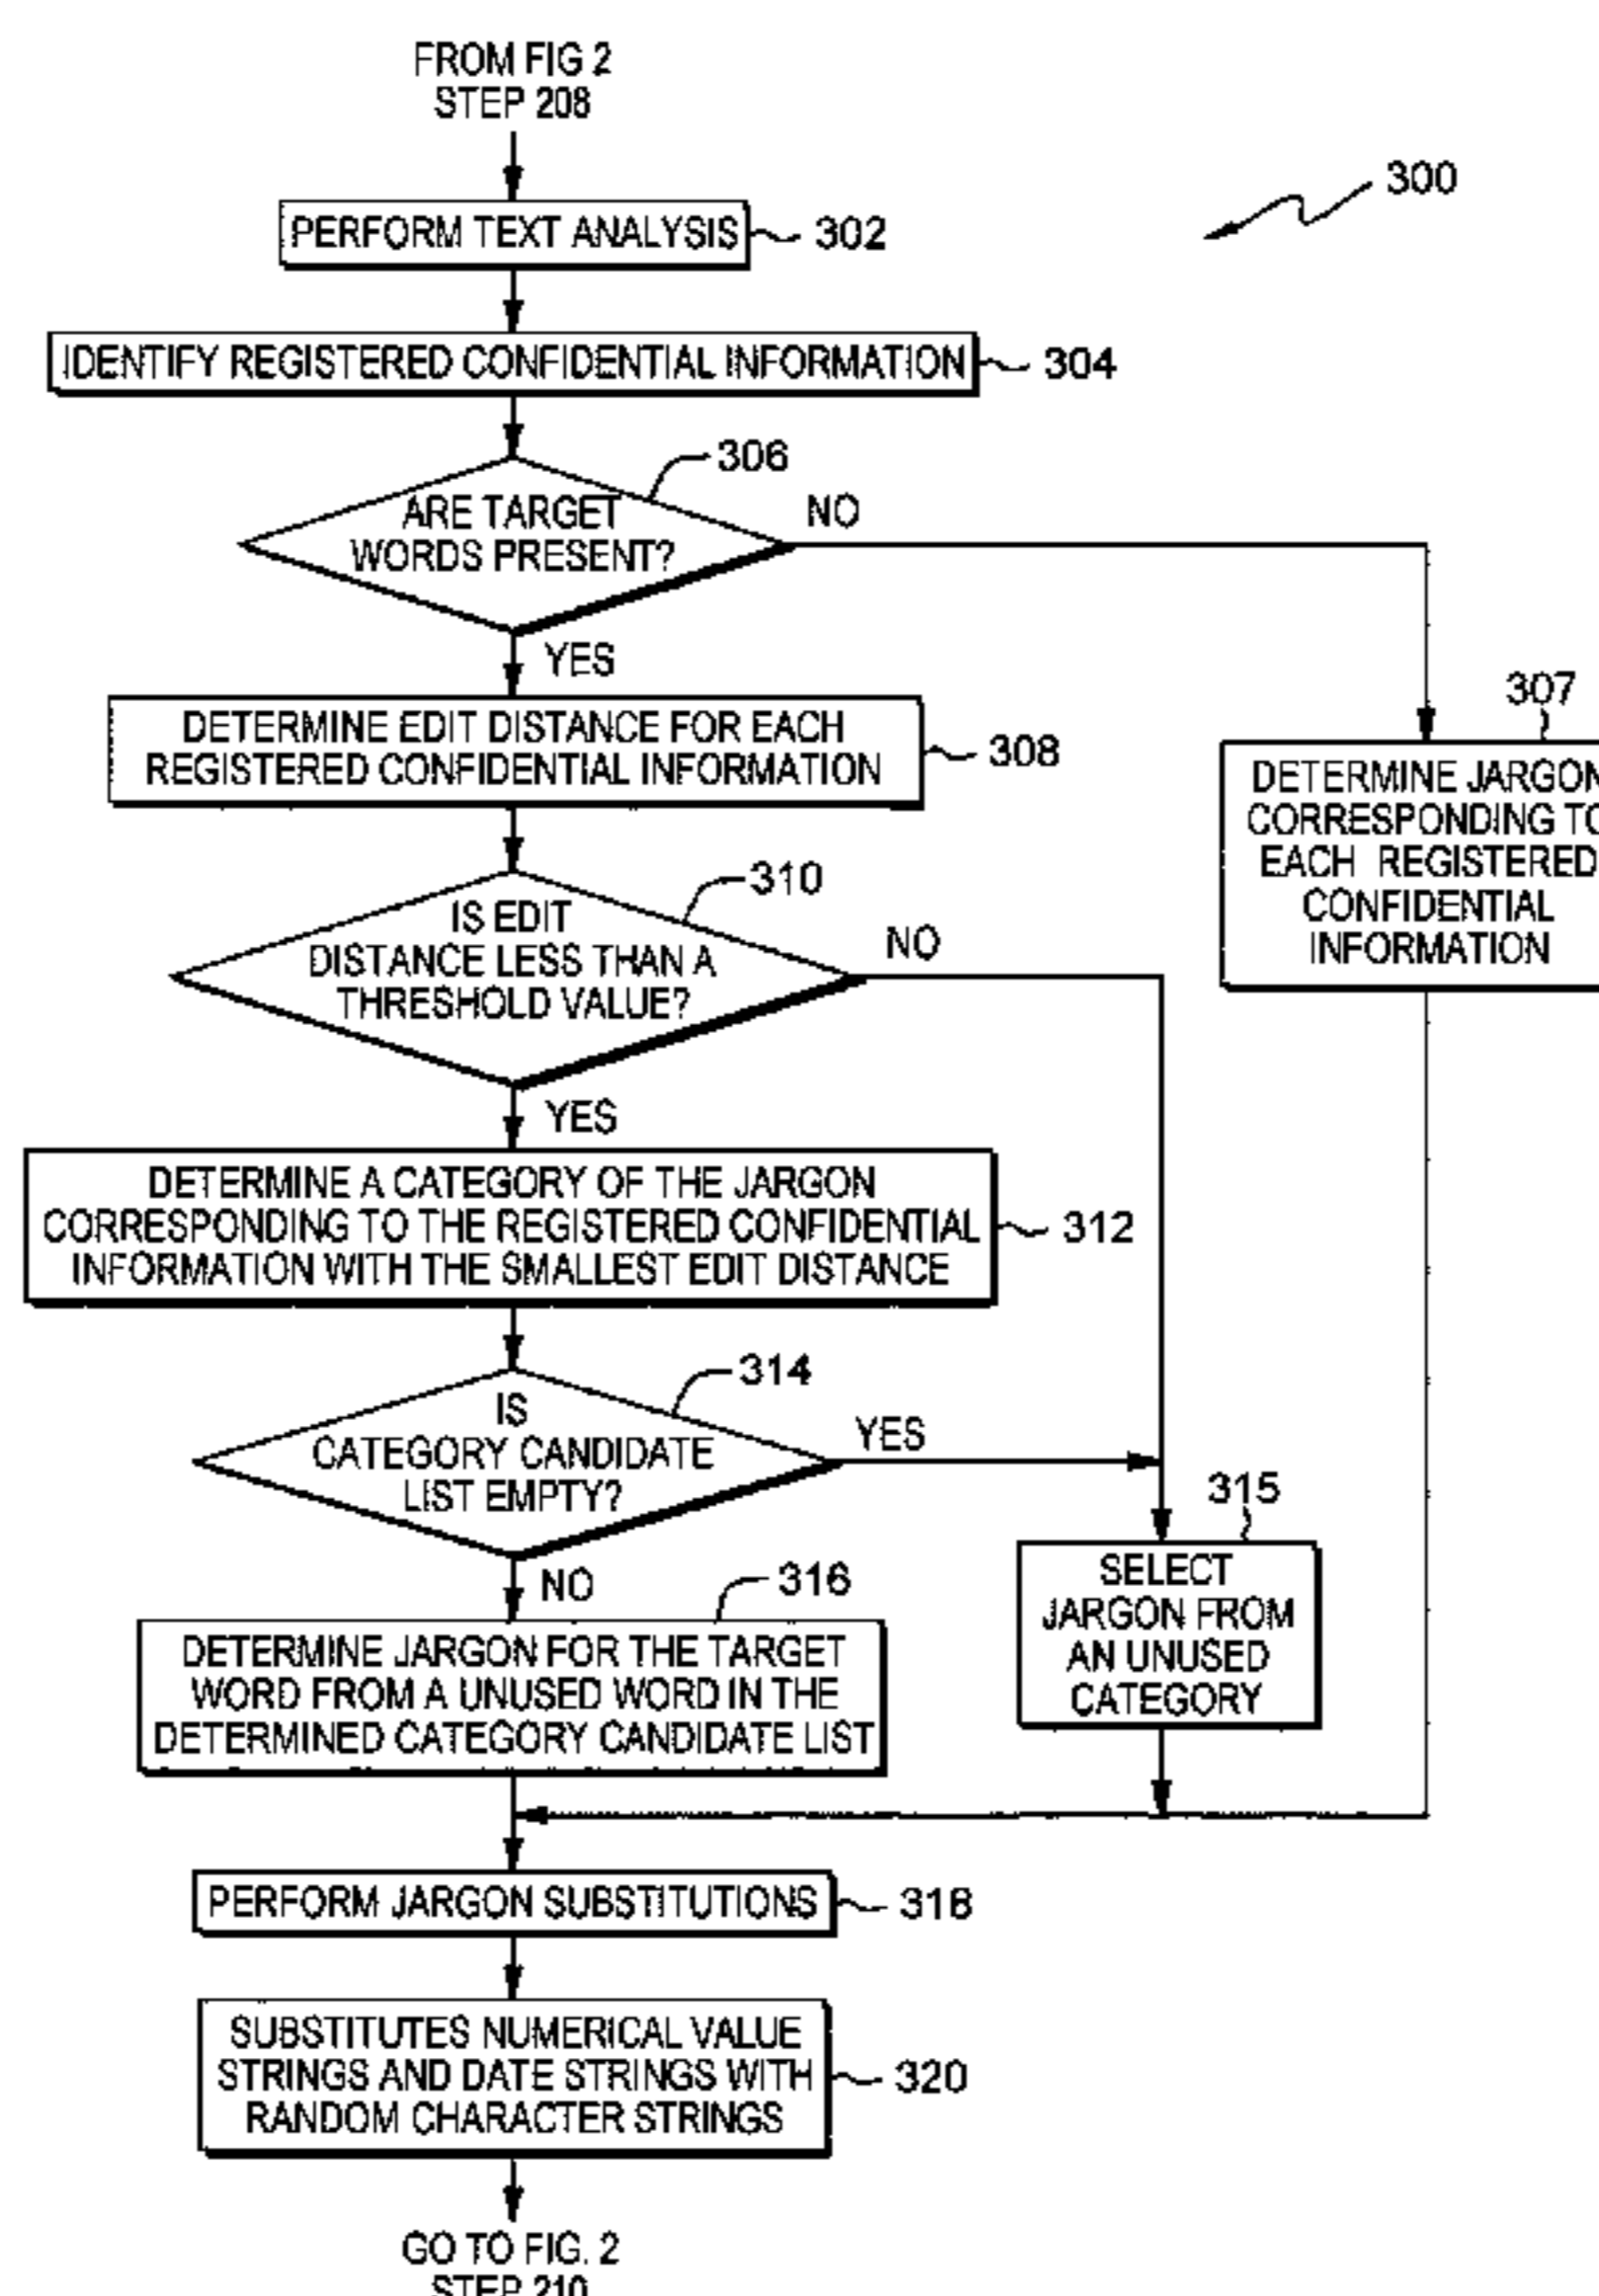 FROM FIG 2
STEP 208
300
PERFORM TEXT ANALYSIS
302
IDENTIFY REGISTERED CONFIDENTIAL INFORMATION
304
306
ARE TARGET
WORDS PRESENT?
NO
YES
307
DETERMINE EDIT DISTANCE FOR EACH
REGISTERED CONFIDENTIAL INFORMATION
308
DETERMINE JARGON
CORRESPONDING TO
EACH REGISTERED
CONFIDENTIAL
INFORMATION
310
IS EDIT
DISTANCE LESS THAN A
THRESHOLD VALUE?
NO
YES
DETERMINE A CATEGORY OF THE JARGON
CORRESPONDING TO THE REGISTERED CONFIDENTIAL
INFORMATION WITH THE SMALLEST EDIT DISTANCE
312
314
IS
CATEGORY CANDIDATE
LIST EMPTY?
YES
NO
315
SELECT
JARGON FROM
AN UNUSED
CATEGORY
316
DETERMINE JARGON FOR THE TARGET
WORD FROM A UNUSED WORD IN THE
DETERMINED CATEGORY CANDIDATE LIST
PERFORM JARGON SUBSTITUTIONS
318
SUBSTITUTES NUMERICAL VALUE
STRINGS AND DATE STRINGS WITH
RANDOM CHARACTER STRINGS
320
GO TO FIG. 2
STEP 210